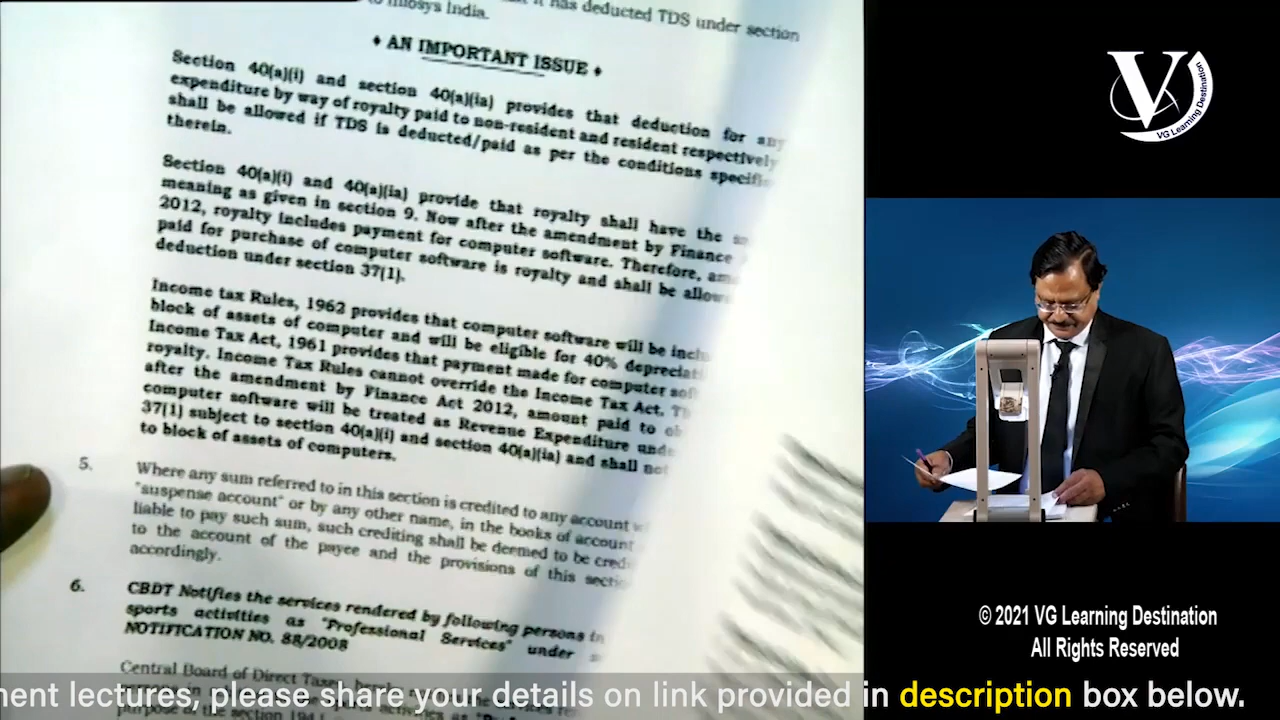 it has deducted TDS under section
to Infosys India.
♦ AN IMPORTANT ISSUE ♦
Section 40(a)(i) and section 40(a)(ia) provides that deduction for any
expenditure by way of royalty paid to non-resident and resident respectively
shall be allowed if TDS is deducted/paid as per the conditions
therein.
Section 40(a)(i) and 40(a)(ia) provide that royalty shall have the
meaning as given in section 9. Now after the amendment by Finance
2012, royalty includes payment for computer software. Therefore,
paid for purchase of computer software is royalty and shall be
deduction under section 37(1).
Income tax Rules, 1962 provides that computer software will be
block of assets of computer and will be eligible for 40%
Income Tax Act, 1961 provides that payment made for computer
royalty. Income Tax Rules cannot override the Income Tax Act.
after the amendment by Finance Act 2012, amount paid to
computer software will be treated as Revenue Expenditure
37(1) subject to section 40(a)(i) and section 40(a)(ia) and shall
to block of assets of computers.
5. Where any sum referred to in this section is credited to any account
"suspense account" or by any other name, in the books of account
liable to pay such sum, such crediting shall be deemed to be
to the account of the payee and the provisions of this
accordingly.
6. CBDT Notifies the services rendered by following persons in
sports activities as "Professional Services" under
NOTIFICATION NO. 88/2008
Central Board of Direct
V
VG Learning Destination
© 2021 VG Learning Destination
All Rights Reserved
ment lectures, please share your details on link provided in description box below.